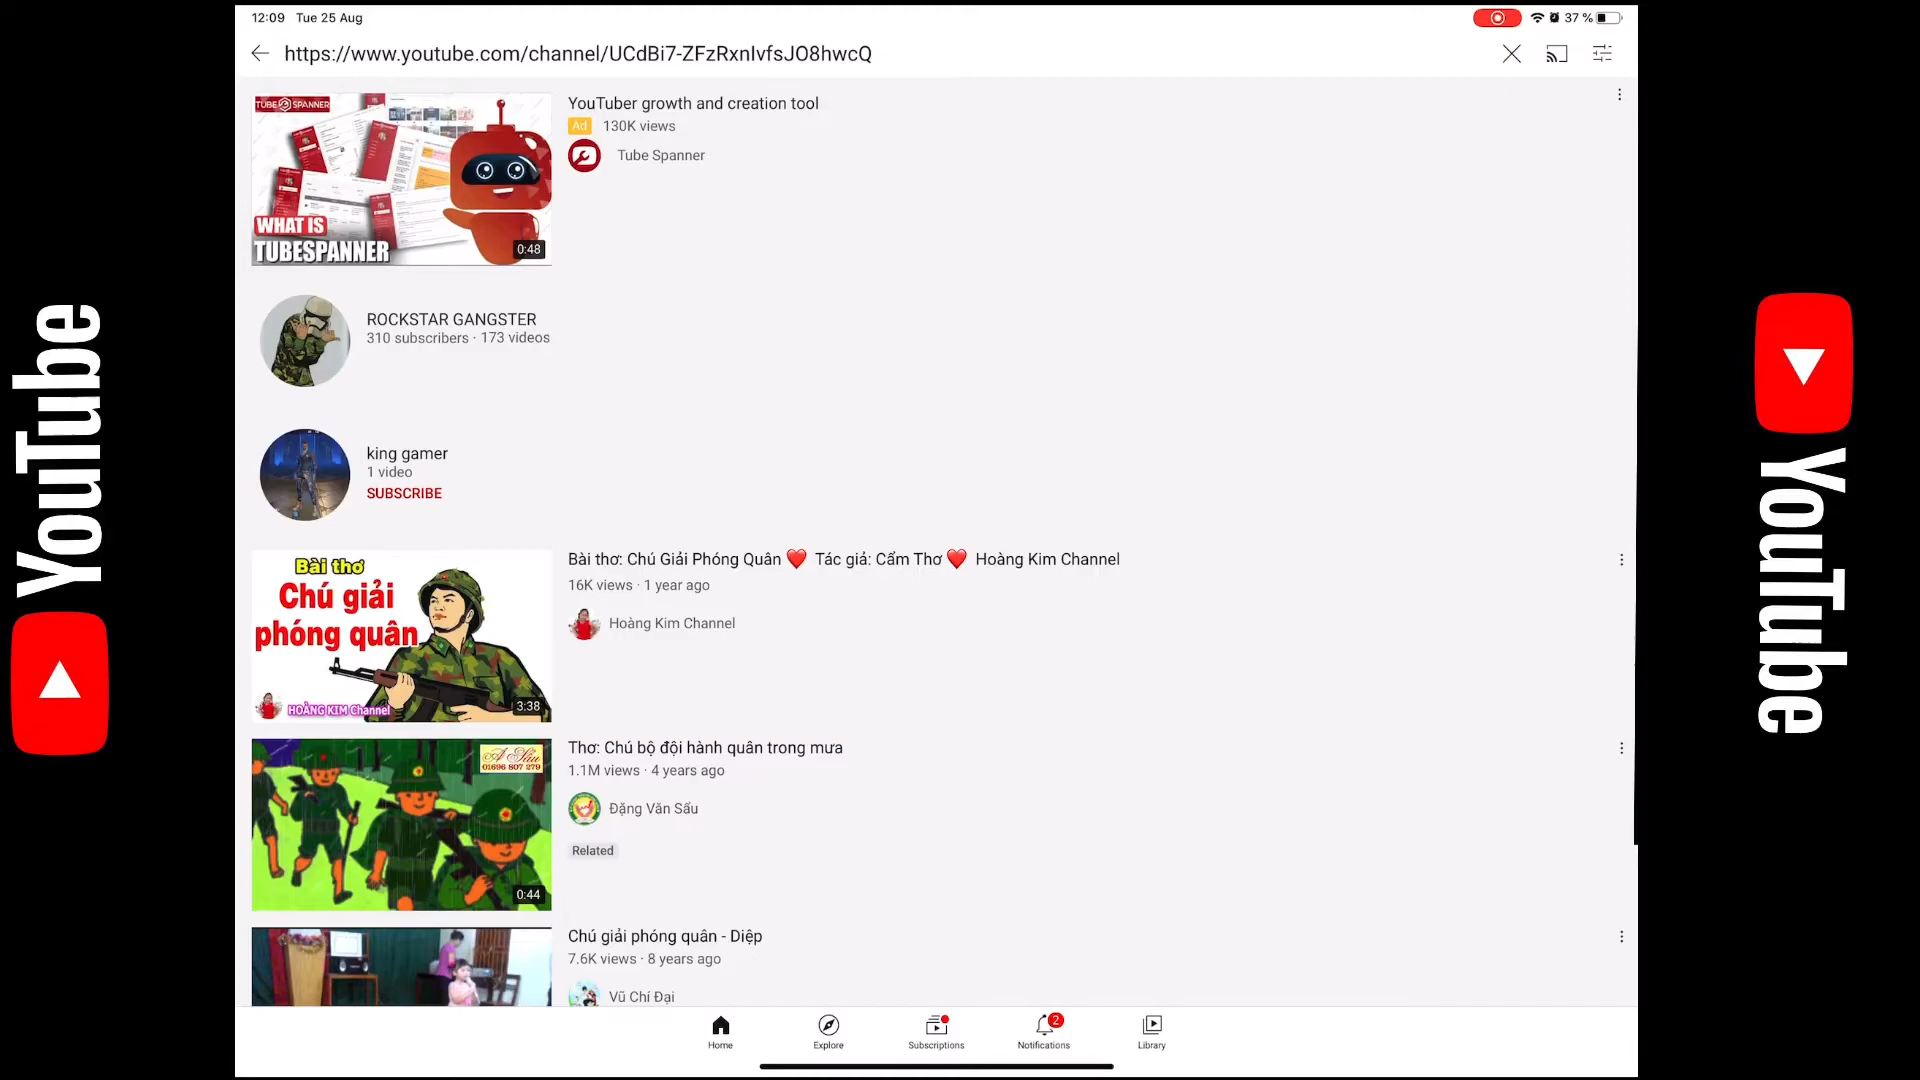 12:09 Tue 25 Aug
37 %
https://www.youtube.com/channel/UCdBi7-ZFzRxnIvfsJO8hwcQ
TUBE SPANNER
WHAT IS
TUBESPANNER
0:48
YouTuber growth and creation tool
Ad 130K views
Tube Spanner
ROCKSTAR GANGSTER
310 subscribers · 173 videos
king gamer
1 video
SUBSCRIBE
Bài thơ
Chú giải
phóng quân
HOÀNG KIM Channel
3:38
Bài thơ: Chú Giải Phóng Quân ❤️ Tác giả: Cẩm Thơ ❤️ Hoàng Kim Channel
16K views · 1 year ago
Hoàng Kim Channel
A Sẩu
01696 807 279
0:44
Thơ: Chú bộ đội hành quân trong mưa
1.1M views · 4 years ago
Đặng Văn Sẩu
Related
Chú giải phóng quân - Diệp
7.6K views · 8 years ago
Vũ Chí Đại
Home
Explore
Subscriptions
2
Notifications
Library
YouTube
YouTube